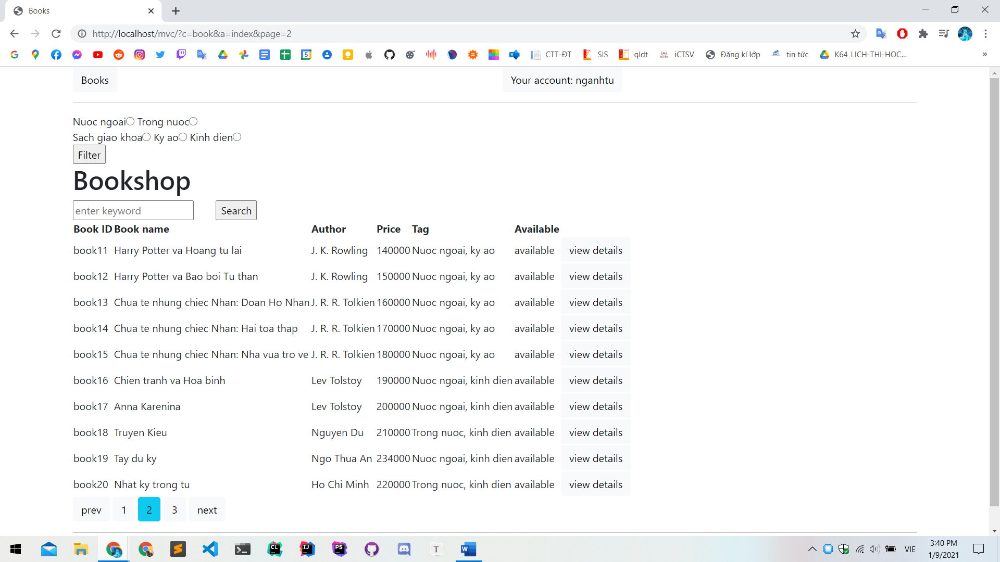 Books
http://localhost/mvc/?c=book&a=index&page=2
CTT-ĐT SIS qldt iCTSV Đăng kí lớp tin tức K64_LỊCH-THI-HỌC... »
Books Your account: nganhtu
Nuoc ngoai Trong nuoc
Sach giao khoa Ky ao Kinh dien
Filter
Bookshop
enter keyword Search
Book ID Book name Author Price Tag Available
book11 Harry Potter va Hoang tu lai J. K. Rowling 140000 Nuoc ngoai, ky ao available view details
book12 Harry Potter va Bao boi Tu than J. K. Rowling 150000 Nuoc ngoai, ky ao available view details
book13 Chua te nhung chiec Nhan: Doan Ho Nhan J. R. R. Tolkien 160000 Nuoc ngoai, ky ao available view details
book14 Chua te nhung chiec Nhan: Hai toa thap J. R. R. Tolkien 170000 Nuoc ngoai, ky ao available view details
book15 Chua te nhung chiec Nhan: Nha vua tro ve J. R. R. Tolkien 180000 Nuoc ngoai, ky ao available view details
book16 Chien tranh va Hoa binh Lev Tolstoy 190000 Nuoc ngoai, kinh dien available view details
book17 Anna Karenina Lev Tolstoy 200000 Nuoc ngoai, kinh dien available view details
book18 Truyen Kieu Nguyen Du 210000 Trong nuoc, kinh dien available view details
book19 Tay du ky Ngo Thua An 234000 Nuoc ngoai, kinh dien available view details
book20 Nhat ky trong tu Ho Chi Minh 220000 Trong nuoc, kinh dien available view details
prev 1 2 3 next
VIE
3:40 PM
1/9/2021